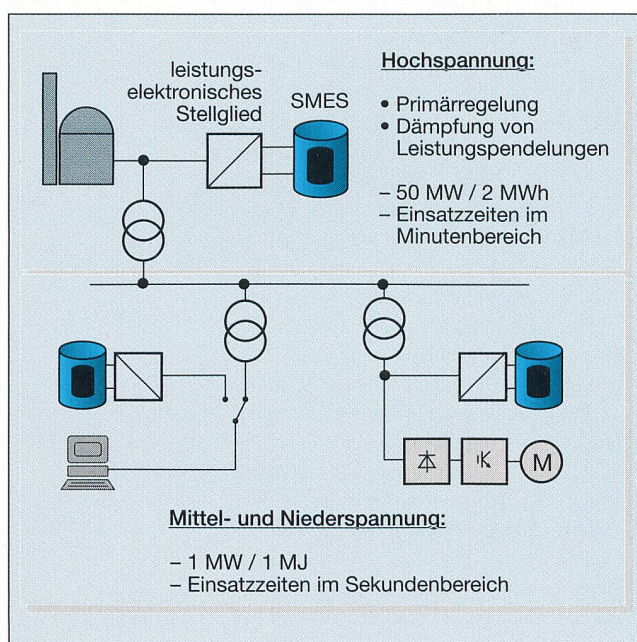 leistungs-
elektronisches
Stellglied
SMES
Hochspannung:
• Primärregelung
• Dämpfung von
Leistungspendelungen
– 50 MW / 2 MWh
– Einsatzzeiten im
Minutenbereich
M
Mittel- und Niederspannung:
– 1 MW / 1 MJ
– Einsatzzeiten im Sekundenbereich